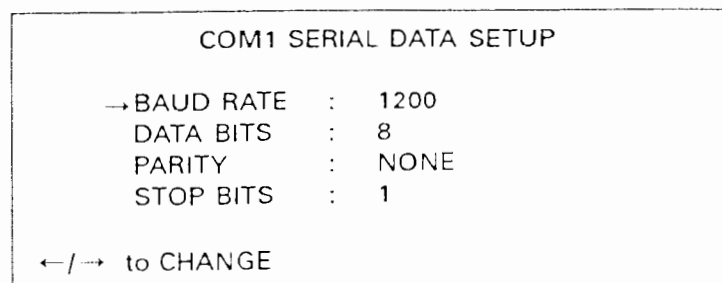 COM1 SERIAL DATA SETUP
→BAUD RATE : 1200
DATA BITS : 8
PARITY : NONE
STOP BITS : 1
←/→ to CHANGE